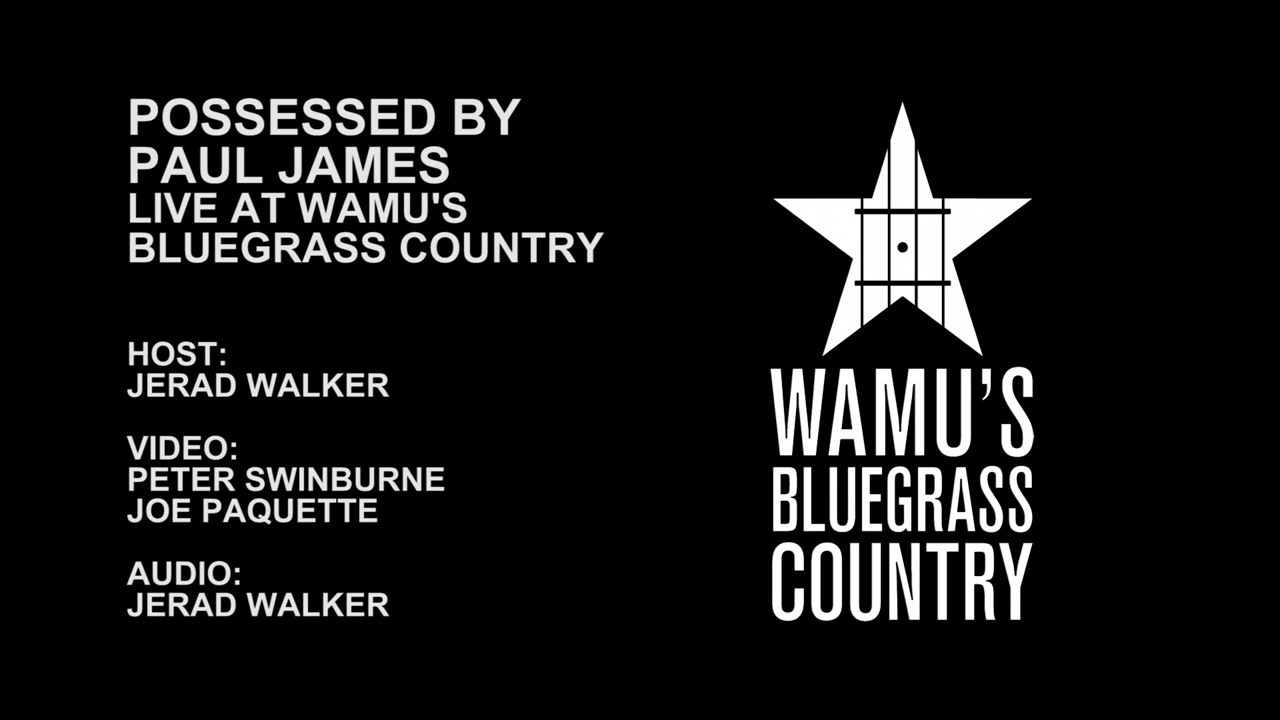 POSSESSED BY
PAUL JAMES
LIVE AT WAMU'S
BLUEGRASS COUNTRY
HOST:
JERAD WALKER
VIDEO:
PETER SWINBURNE
JOE PAQUETTE
AUDIO:
JERAD WALKER
WAMU'S
BLUEGRASS
COUNTRY